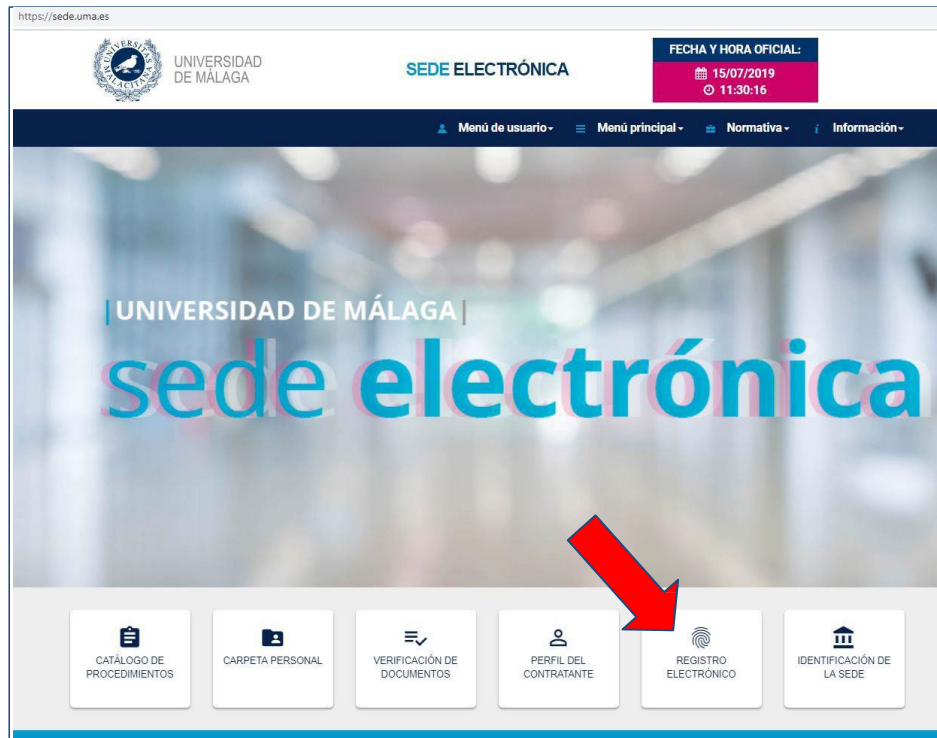 https://sede.uma.es
UNIVERSIDAD
DE MÁLAGA
SEDE ELECTRÓNICA
FECHA Y HORA OFICIAL:
15/07/2019
11:30:16
Menú de usuario
Menú principal
Normativa
Información
|UNIVERSIDAD DE MÁLAGA|
sede electrónica
CATÁLOGO DE
PROCEDIMIENTOS
CARPETA PERSONAL
VERIFICACIÓN DE
DOCUMENTOS
PERFIL DEL
CONTRATANTE
REGISTRO
ELECTRÓNICO
IDENTIFICACIÓN DE
LA SEDE